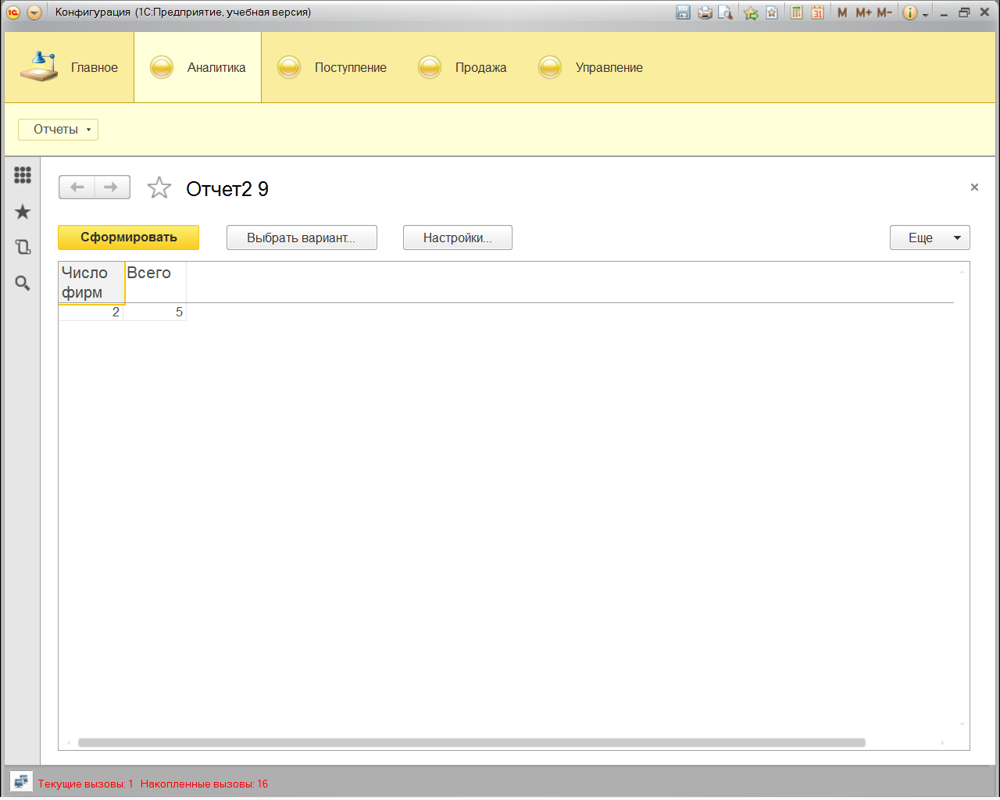 Конфигурация (1С:Предприятие, учебная версия)
31 M M+ M- i
Главное
Аналитика
Поступление
Продажа
Управление
Отчеты
Отчет2 9
Сформировать
Выбрать вариант...
Настройки...
Еще
Число фирм
Всего
2 5
Текущие вызовы: 1 Накопленные вызовы: 16